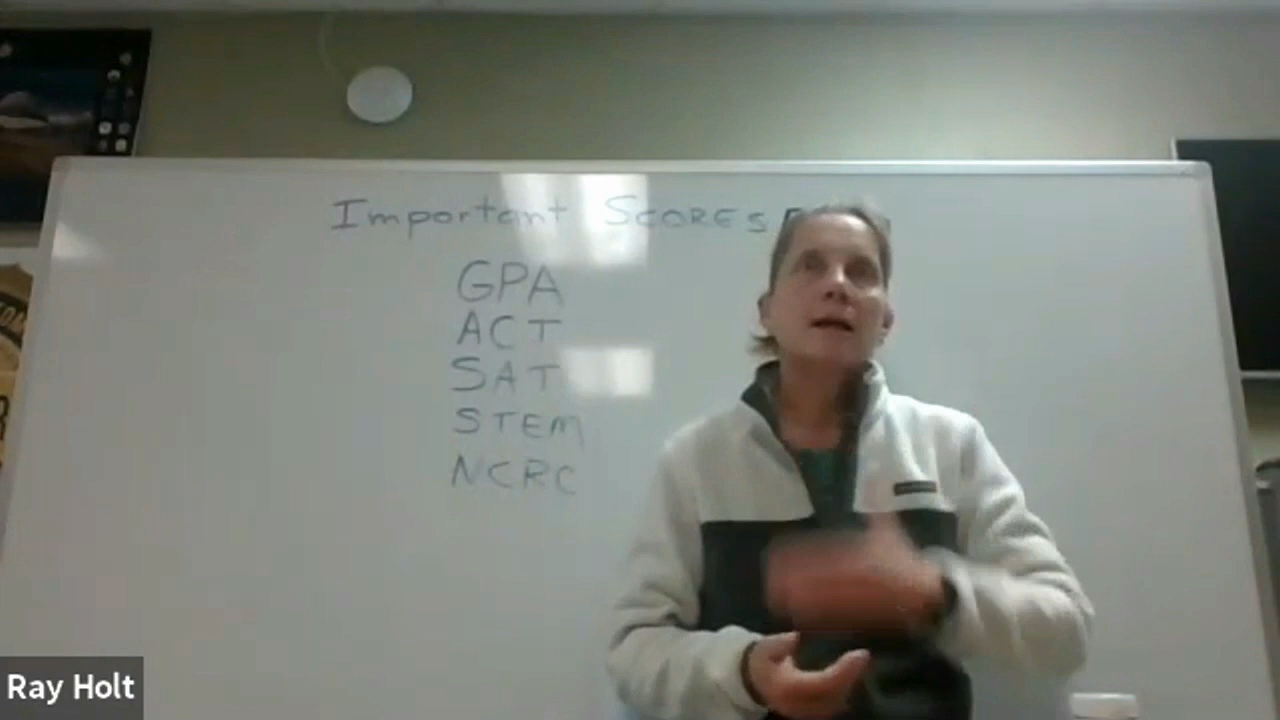 Important SCORES
GPA
ACT
SAT
STEM
NCRC
Ray Holt